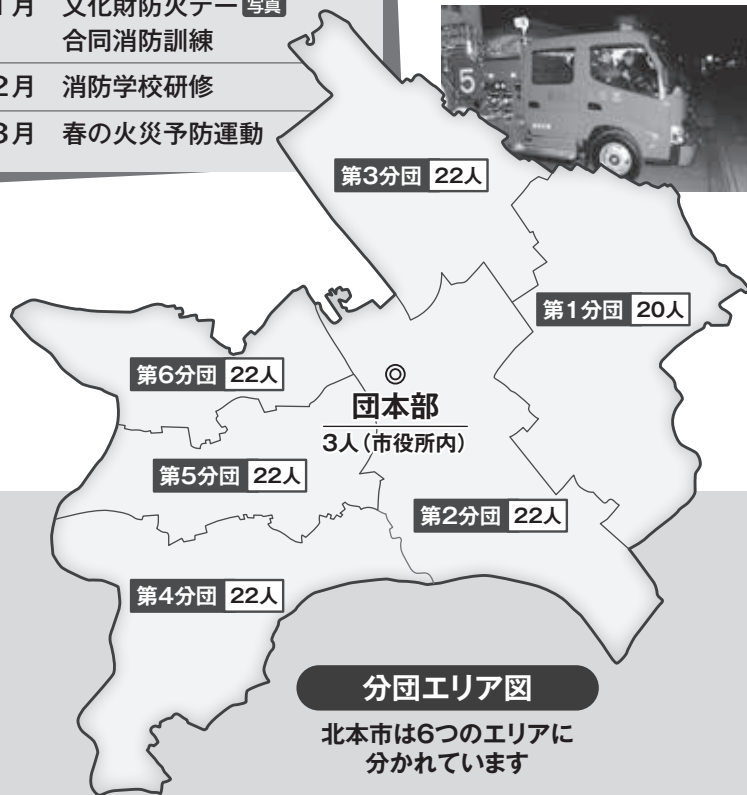 1月 文化財防火デー 写真
合同消防訓練
2月 消防学校研修
3月 春の火災予防運動
5
第3分団 22人
第1分団 20人
第6分団 22人
団本部
3人(市役所内)
第5分団 22人
第2分団 22人
第4分団 22人
分団エリア図
北本市は6つのエリアに
分かれています